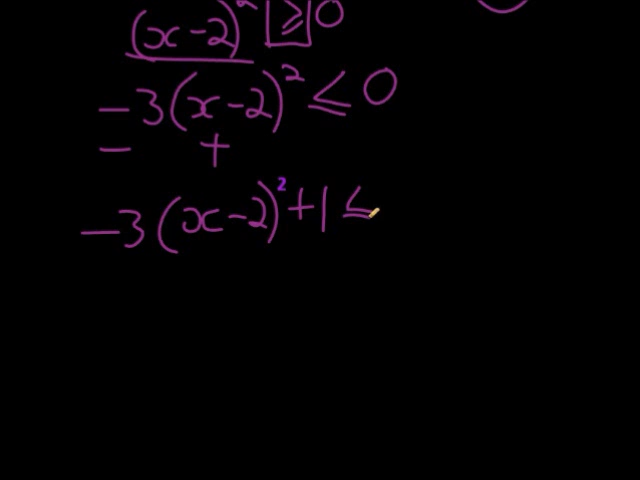 (x-2)² ≥ 0
-3(x-2)² ≤ 0
- +
-3(x-2)² +1 ≤